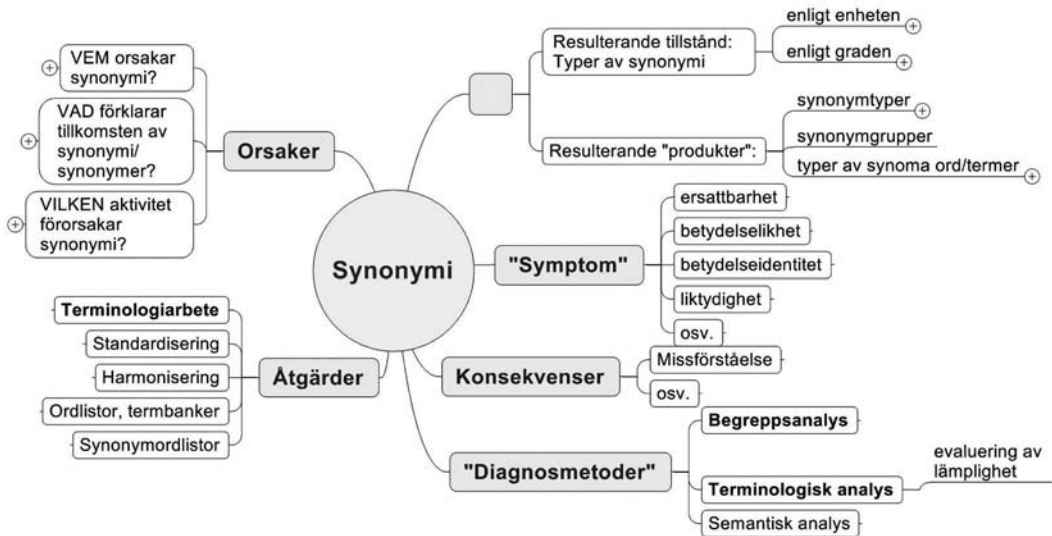 VEM orsakar
synonymi?
VAD förklarar
tillkomsten av
synonymi/
synonymer?
VILKEN aktivitet
förorsakar
synonymi?
Orsaker
Terminologiarbete
Standardisering
Harmonisering
Ordlistor, termbanker
Synonymordlistor
Åtgärder
Synonymi
Resulterande tillstånd:
Typer av synonymi
enligt enheten
enligt graden
Resulterande "produkter":
synonymtyper
synonymgrupper
typer av synoma ord/termer
"Symptom"
ersattbarhet
betydelselikhet
betydelseidentitet
liktydighet
osv.
Konsekvenser
Missförståelse
osv.
"Diagnosmetoder"
Begreppsanalys
Terminologisk analys
evaluering av
lämplighet
Semantisk analys